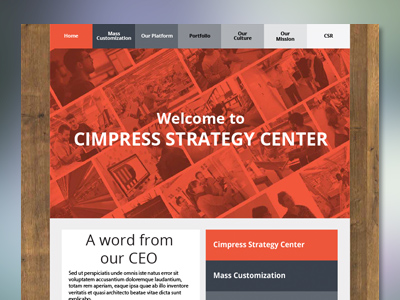 Home
Mass
Customization
Our Platform
Portfolio
Our
Culture
Our
Mission
CSR
Welcome to
CIMPRESS STRATEGY CENTER
A word from
our CEO
Sed ut perspiciatis unde omnis iste natus error sit
voluptatem accusantium doloremque laudantium,
totam rem aperiam, eaque ipsa quae ab illo inventore
veritatis et quasi architecto beatae vitae dicta sunt
explicabo
Cimpress Strategy Center
Mass Customization